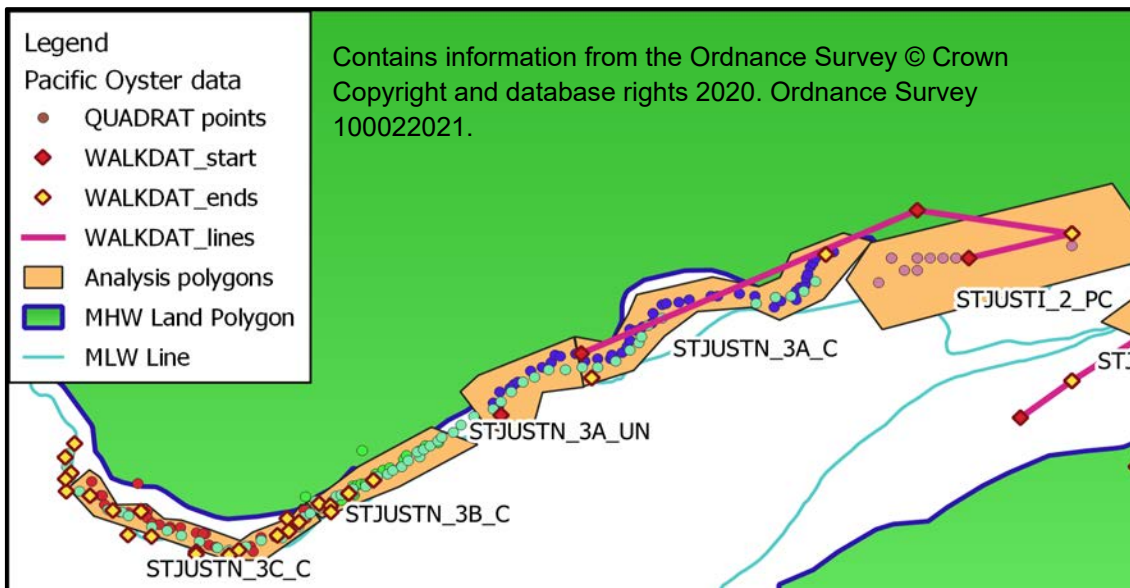 Legend
Pacific Oyster data
QUADRAT points
WALKDAT_start
WALKDAT_ends
WALKDAT_lines
Analysis polygons
MHW Land Polygon
MLW Line
Contains information from the Ordnance Survey © Crown
Copyright and database rights 2020. Ordnance Survey
100022021.
STJUSTI_2_PC
STJUSTN_3A_C
STJUSTN_3A_UN
STJUSTN_3B_C
STJUSTN_3C_C